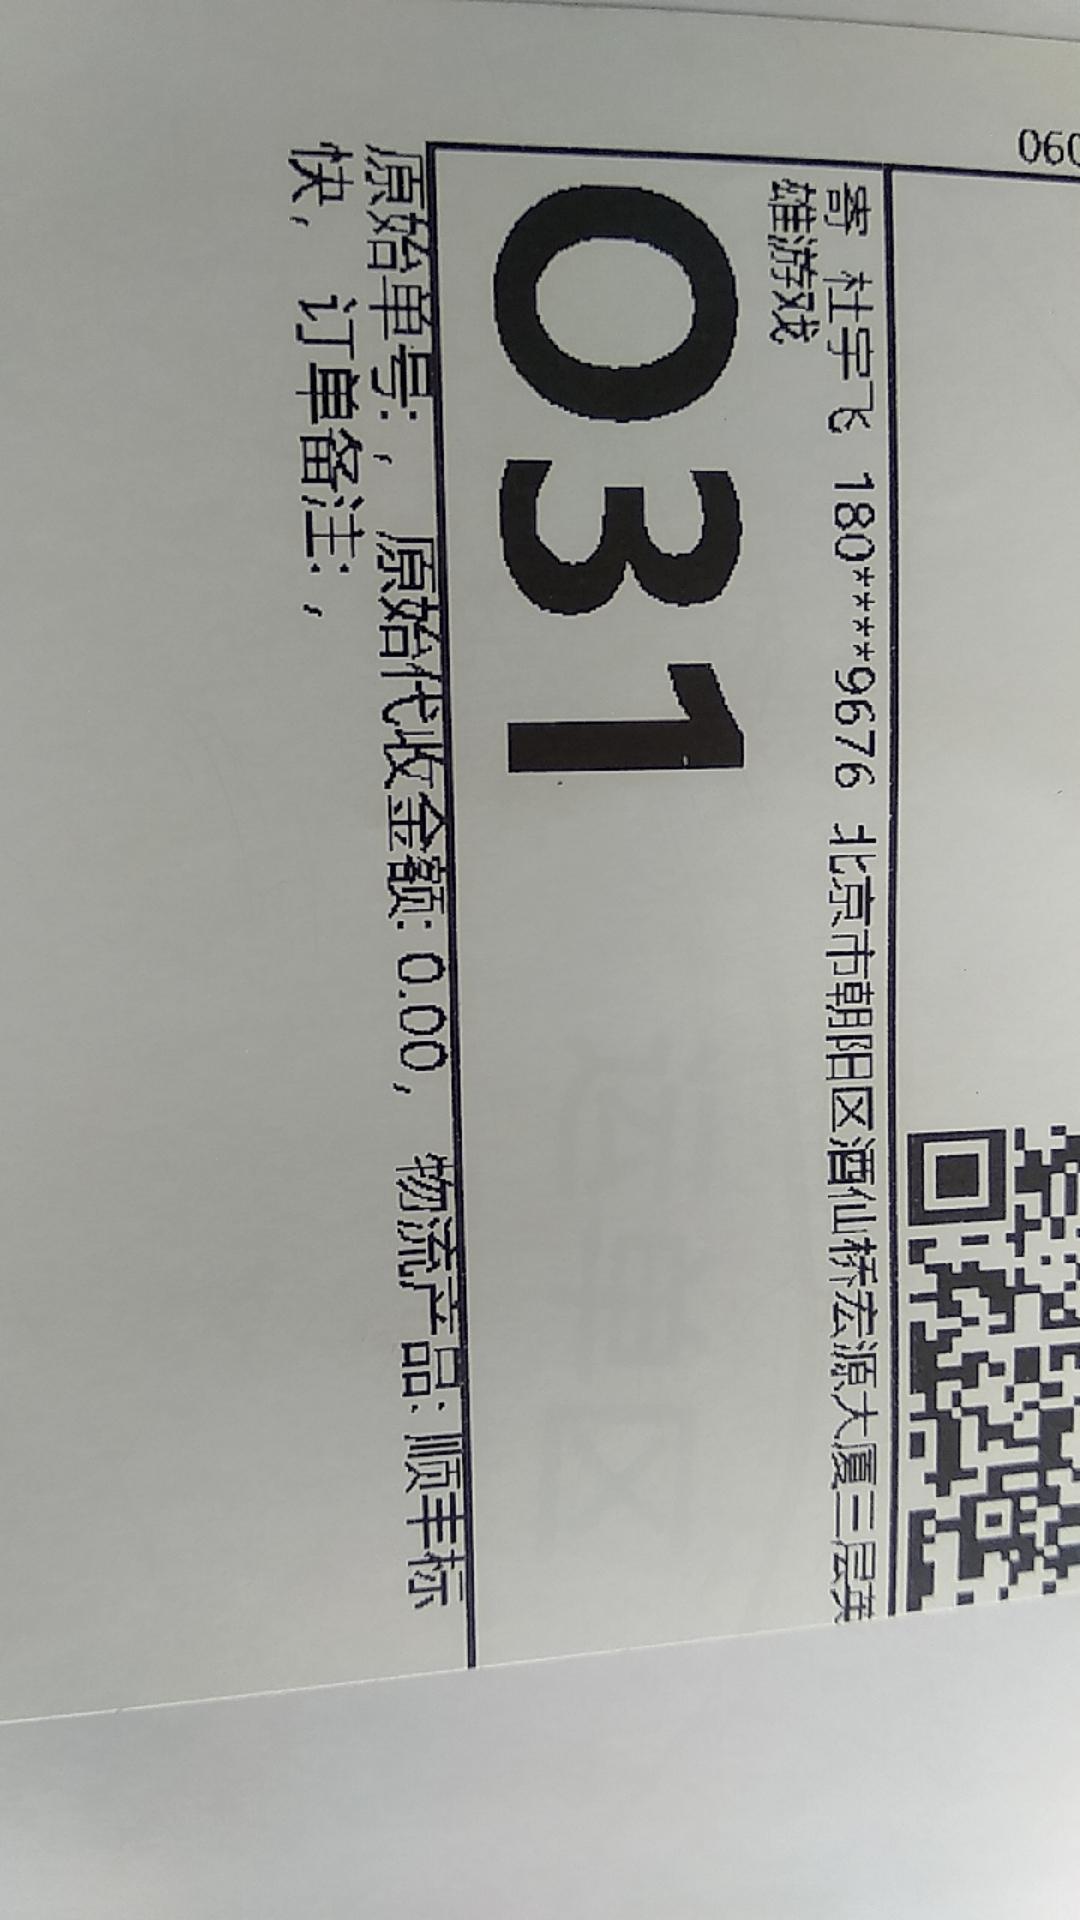 060
寄 杜宇飞 180****9676 北京市朝阳区酒仙桥宏源大厦三层英
雄游戏
031
原始单号: , 原始代收金额: 0.00, 物流产品: 顺丰标
快, 订单备注: ,